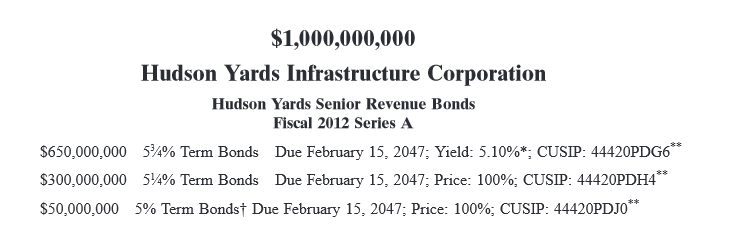 $1,000,000,000
Hudson Yards Infrastructure Corporation
Hudson Yards Senior Revenue Bonds
Fiscal 2012 Series A
$650,000,000 5¾% Term Bonds Due February 15, 2047; Yield: 5.10%*; CUSIP: 44420PDG6**
$300,000,000 5¼% Term Bonds Due February 15, 2047; Price: 100%; CUSIP: 44420PDH4**
$50,000,000 5% Term Bonds† Due February 15, 2047; Price: 100%; CUSIP: 44420PDJ0**